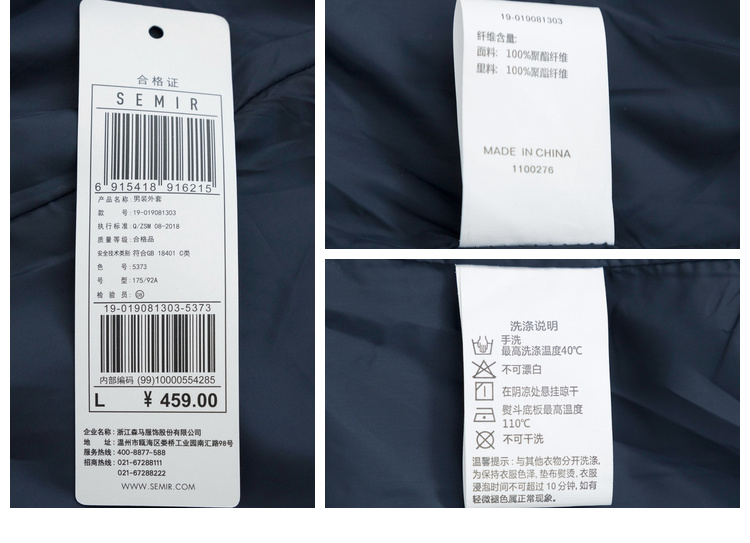 合格证
SEMIR
6 915418 916215
产品名称:男装外套
款 号:19-019081303
执行标准:Q/ZSM 08-2018
质量等级:合格品
安全技术类别 符合GB 18401 C类
色 号:5373
号 型:175/92A
检 验 员:
19-019081303-5373
内部编码 (99)10000554285
L ¥ 459.00
企业名称:浙江森马服饰股份有限公司
地 址:温州市瓯海区娄桥工业园南汇路98号
服务热线:400-8877-588
招商热线:021-67288111
021-67288222
WWW.SEMIR.COM
19-019081303
纤维含量:
面料: 100%聚酯纤维
里料: 100%聚酯纤维
MADE IN CHINA
1100276
洗涤说明
手洗
最高洗涤温度40℃
不可漂白
在阴凉处悬挂晾干
熨斗底板最高温度
110℃
不可干洗
温馨提示:与其他衣物分开洗涤,
为保持衣服色泽,垫布熨烫,衣服
浸泡时间不可超过10分钟,如有
轻微褪色属正常现象。